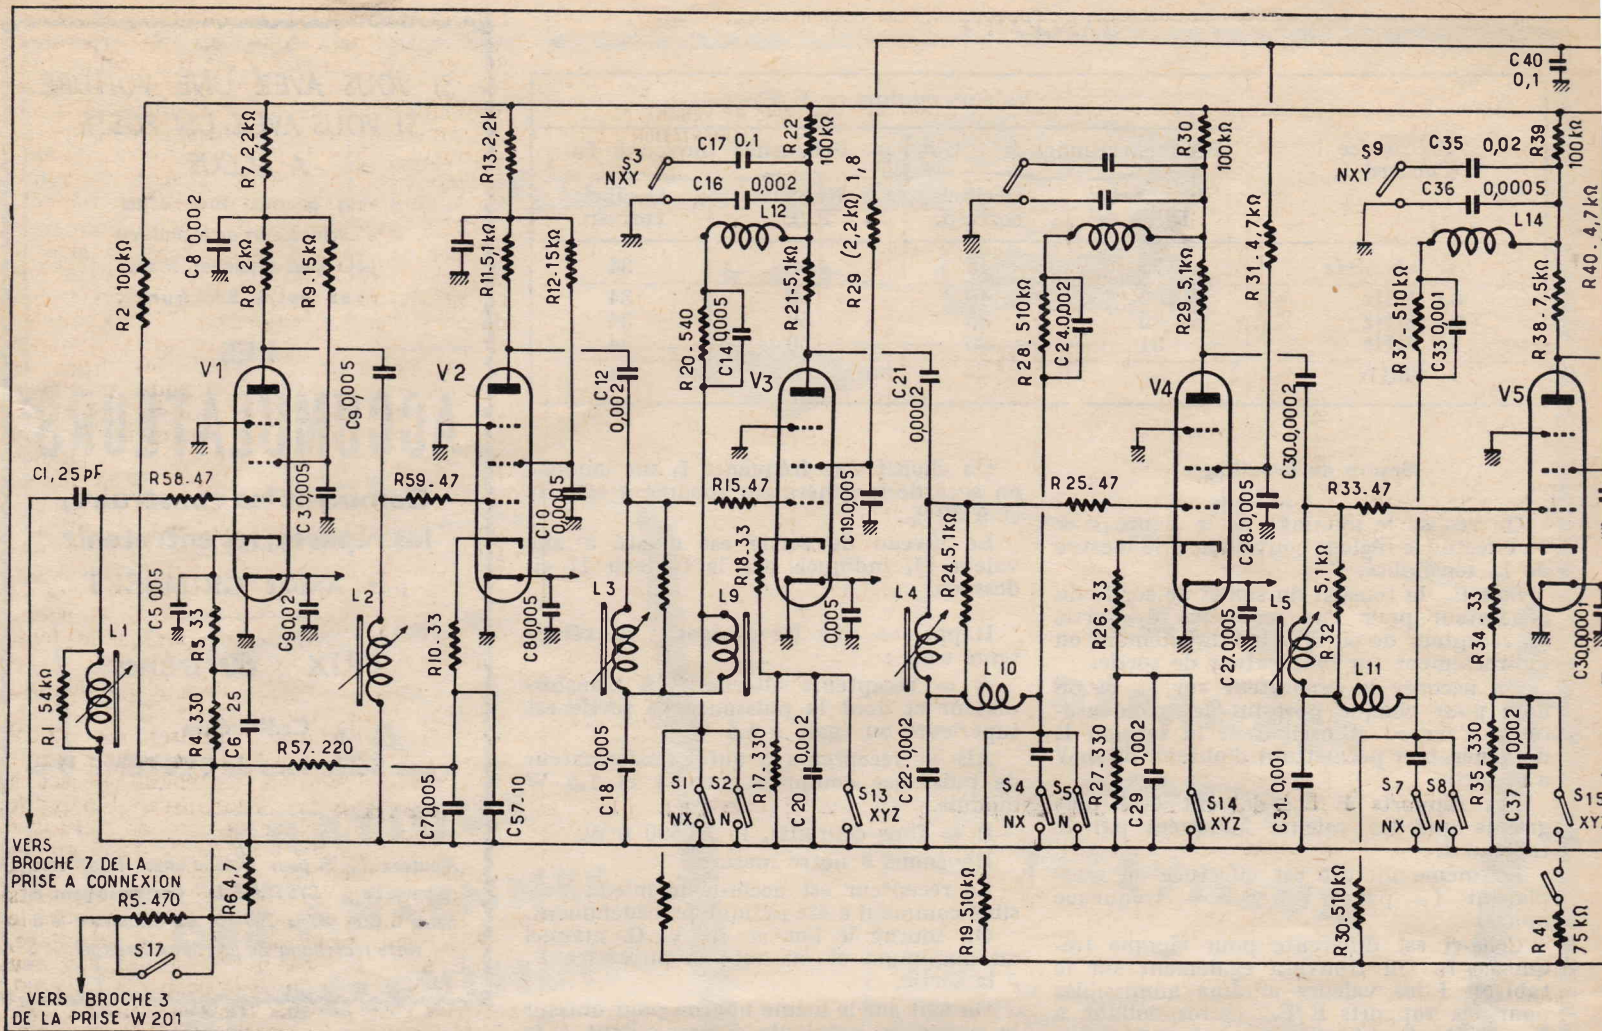 C 40
0,1
R7 2,2kΩ
R13.2,2k
R22
100kΩ
R30
100kΩ
R39
100kΩ
S3
NXY
C17 0,1
C16 0,002
L12
S9
NXY
C35 0,02
C36 0,0005
L14
R2 100kΩ
C8 0,002
R8 2kΩ
R9.15kΩ
R11-5,1kΩ
R12-15kΩ
R20-540
C14 0,005
R21-5,1kΩ
R29 (2,2kΩ) 1,8
R28.510kΩ
C24.0,002
R29.5,1kΩ
R31-4,7kΩ
R37-510kΩ
C33 0,001
R38-7,5kΩ
R40.4,7kΩ
V1
C9 0,005
V2
C12
0,002
V3
C21
0,0002
V4
C30-0,0002
V5
C1, 25 pF
R58-47
C3 0,005
R59-47
C10
0,0005
R15.47
C19.0,005
R25-47
C28.0,005
R33-47
C5 0,05
R3 33
C90,02
L1
L2
R10.33
C80,005
L3
L9
R18.33
0,005
L4
R24.5,1kΩ
R26.33
C27.0,005
L5
5,1kΩ
R32
R34.33
C30,0001
R1 54kΩ
R4.330
C6 25
R57.220
L10
L11
C7 0,005
C57-10
C18 0,005
S1
NX
S2
N
R17.330
C20 0,002
S13
XYZ
C22-0,002
S4
NX
S5
N
R27.330
C29 0,002
S14
XYZ
C31.0,001
S7
NX
S8
N
R35.330
C37 0,002
S15
VERS
BROCHE 7 DE LA
PRISE A CONNEXION
R5-470
R6 4,7
S17
R19.510kΩ
R30.510kΩ
R41
75kΩ
VERS BROCHE 3
DE LA PRISE W 201